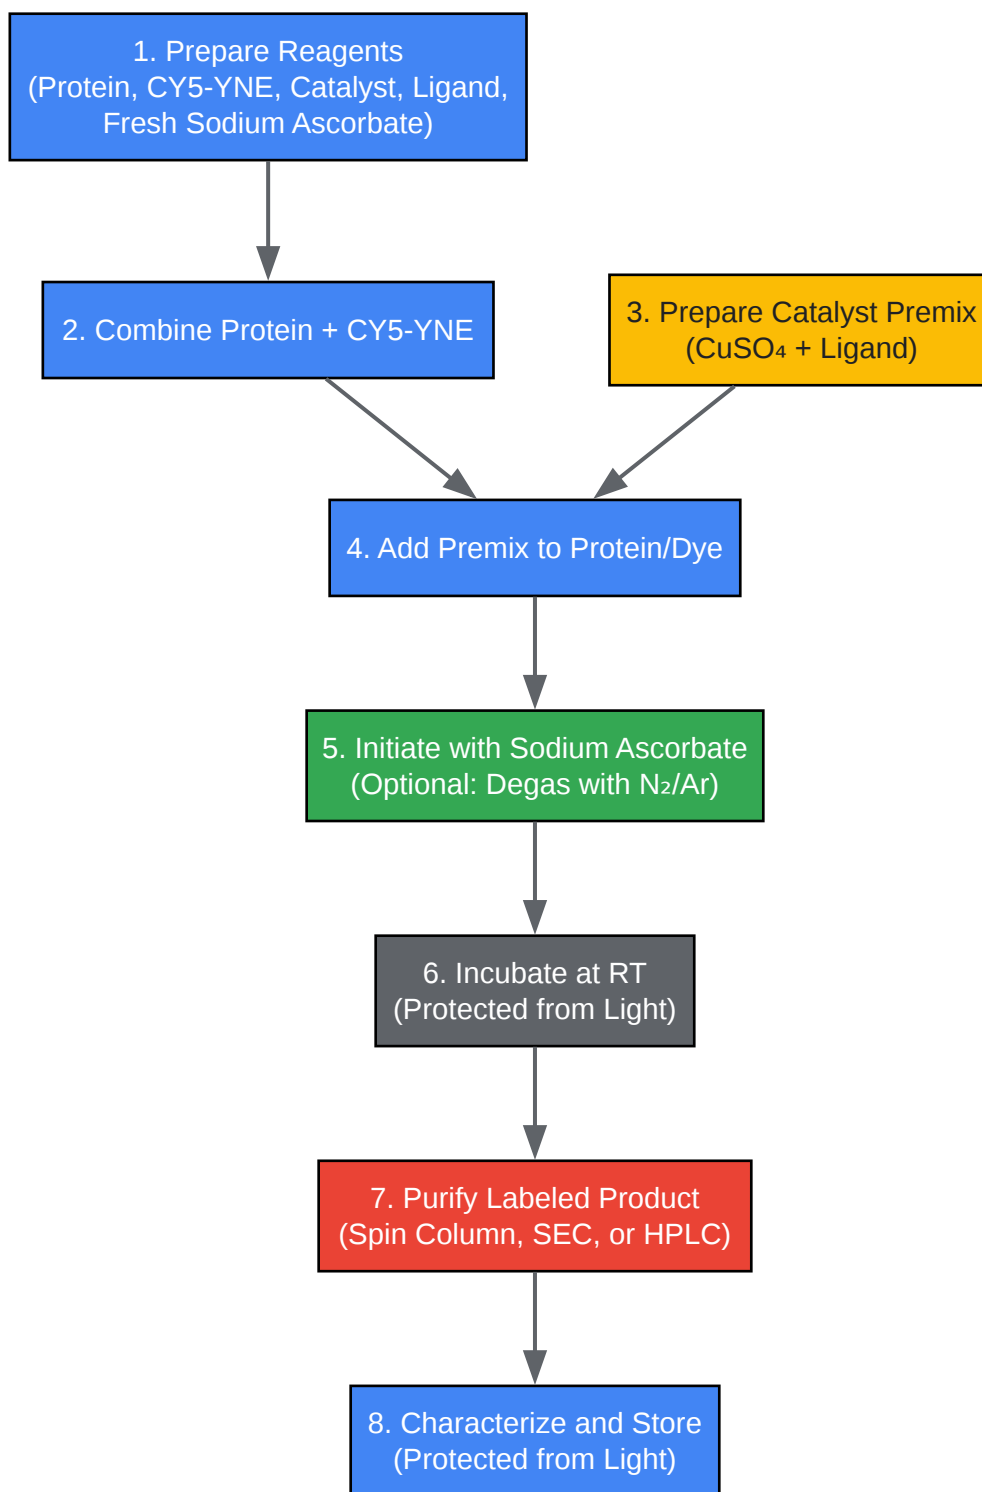 1. Prepare Reagents
(Protein, CY5-YNE, Catalyst, Ligand,
Fresh Sodium Ascorbate)
2. Combine Protein + CY5-YNE
3. Prepare Catalyst Premix
(CuSO₄ + Ligand)
4. Add Premix to Protein/Dye
5. Initiate with Sodium Ascorbate
(Optional: Degas with N₂/Ar)
6. Incubate at RT
(Protected from Light)
7. Purify Labeled Product
(Spin Column, SEC, or HPLC)
8. Characterize and Store
(Protected from Light)